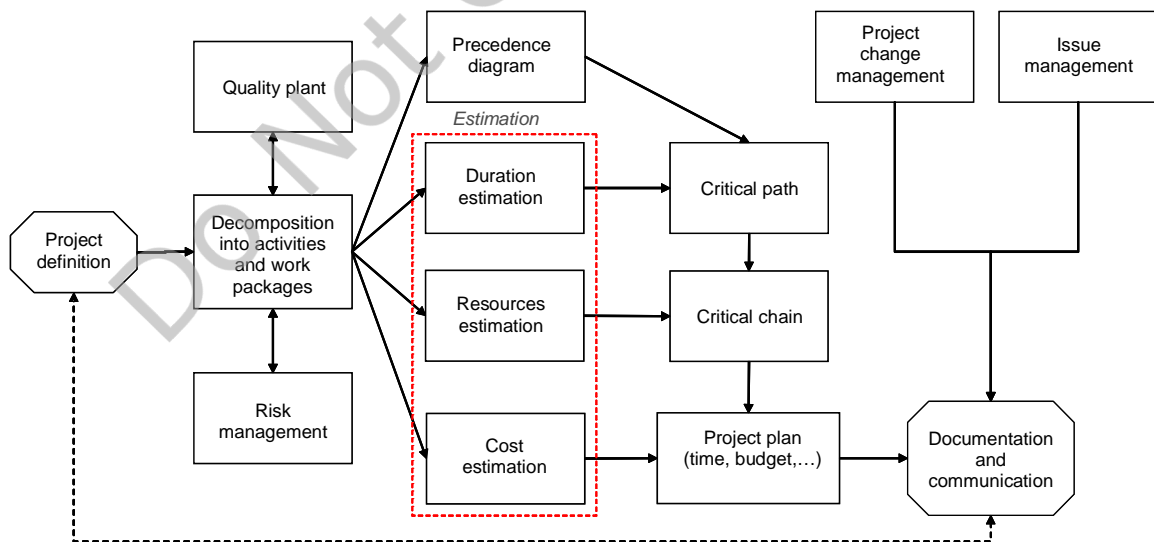 Precedence
diagram
Project
change
management
Issue
management
Quality plant
Estimation
Duration
estimation
Critical path
Project
definition
Decomposition
into activities
and work
packages
Resources
estimation
Critical chain
Risk
management
Cost
estimation
Project plan
(time, budget,…)
Documentation
and
communication
Do Not